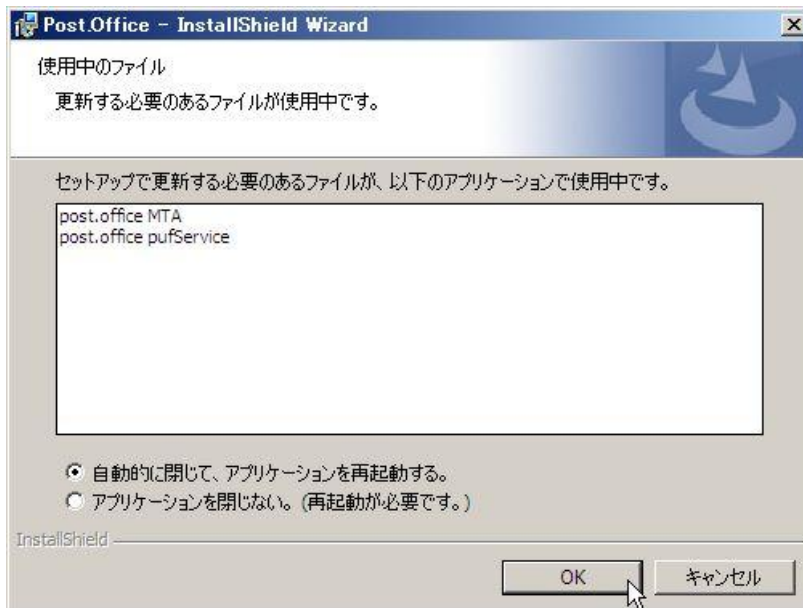 Post.Office - InstallShield Wizard
使用中のファイル
更新する必要のあるファイルが使用中です。
セットアップで更新する必要のあるファイルが、以下のアプリケーションで使用中です。
post.office MTA
post.office pufService
自動的に閉じて、アプリケーションを再起動する。
アプリケーションを閉じない。(再起動が必要です。)
InstallShield
OK
キャンセル